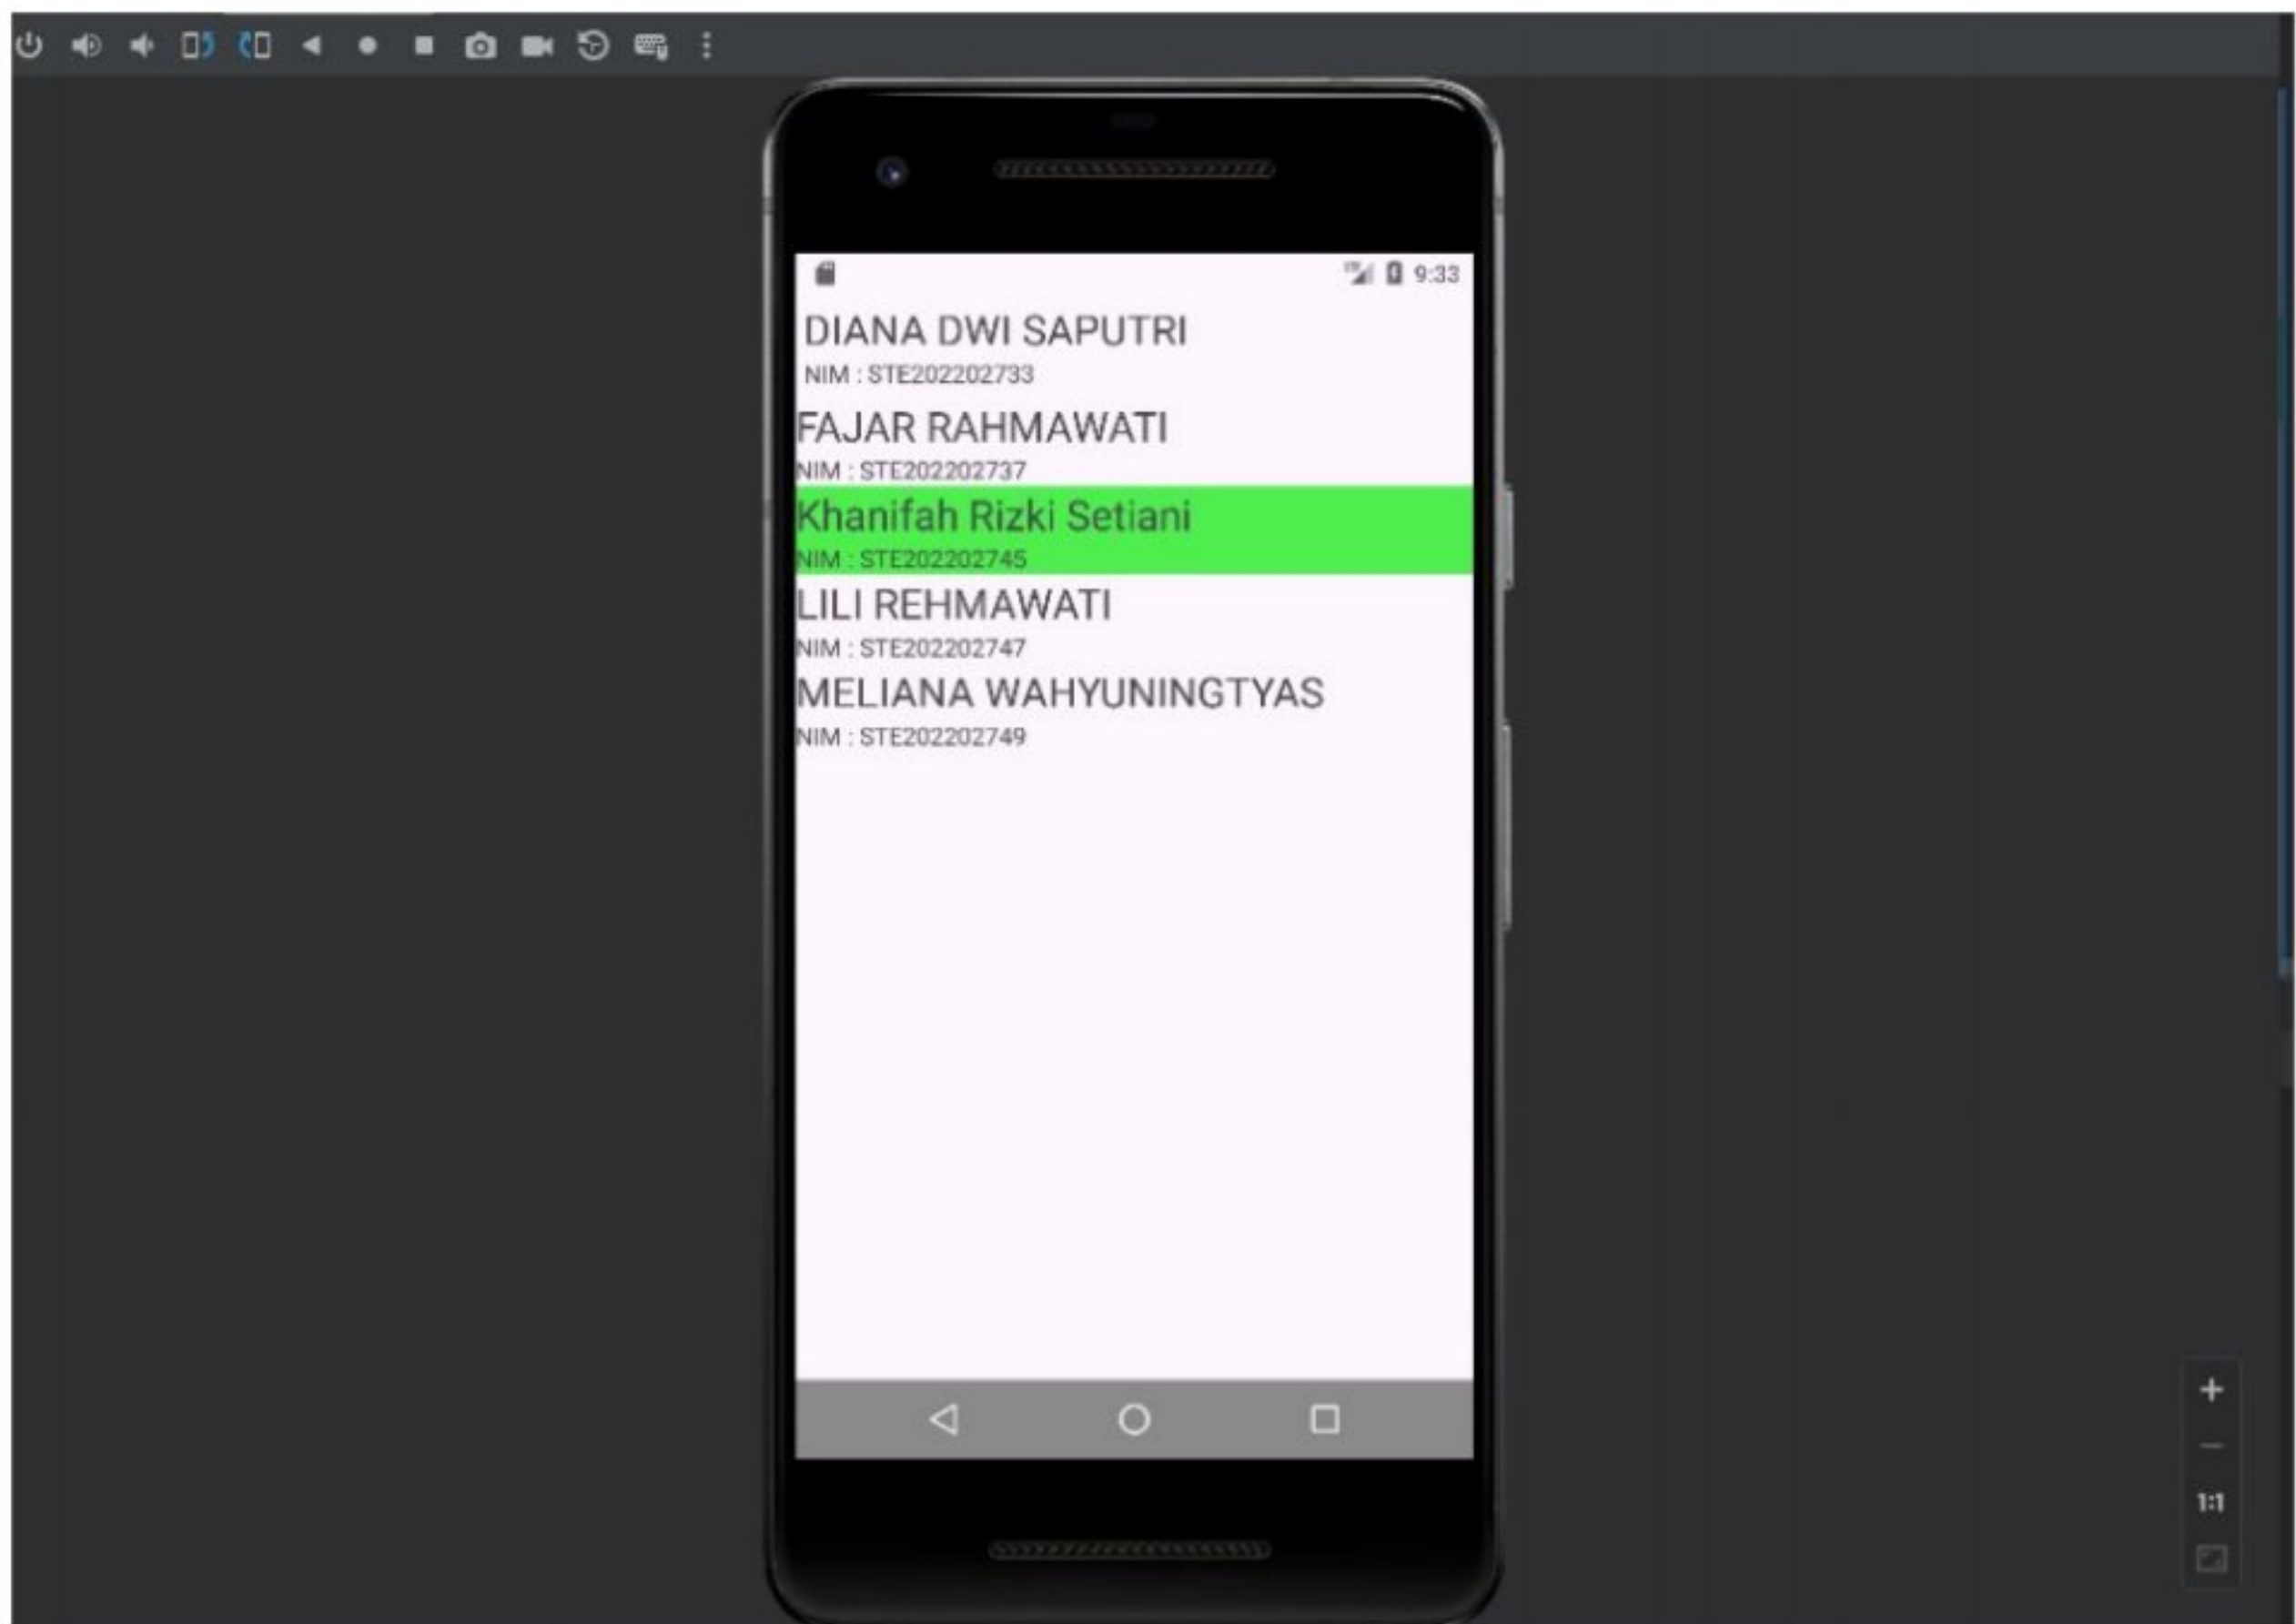 9:33
DIANA DWI SAPUTRI
NIM : STE202202733
FAJAR RAHMAWATI
NIM : STE202202737
Khanifah Rizki Setiani
NIM : STE202202745
LILI REHMAWATI
NIM : STE202202747
MELIANA WAHYUNINGTYAS
NIM : STE202202749
1:1